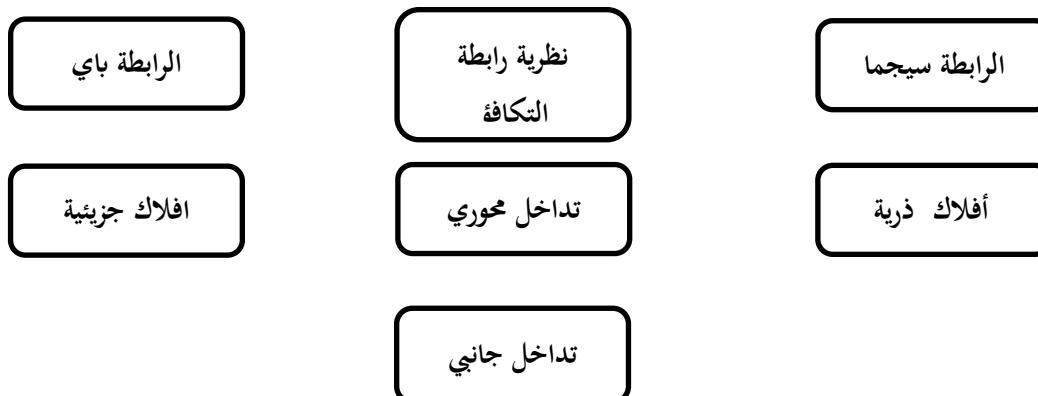 الرابطة سيجما
نظرية رابطة
التكافؤ
الرابطة باي
أفلاك ذرية
تداخل محوري
افلاك جزيئية
تداخل جانبي